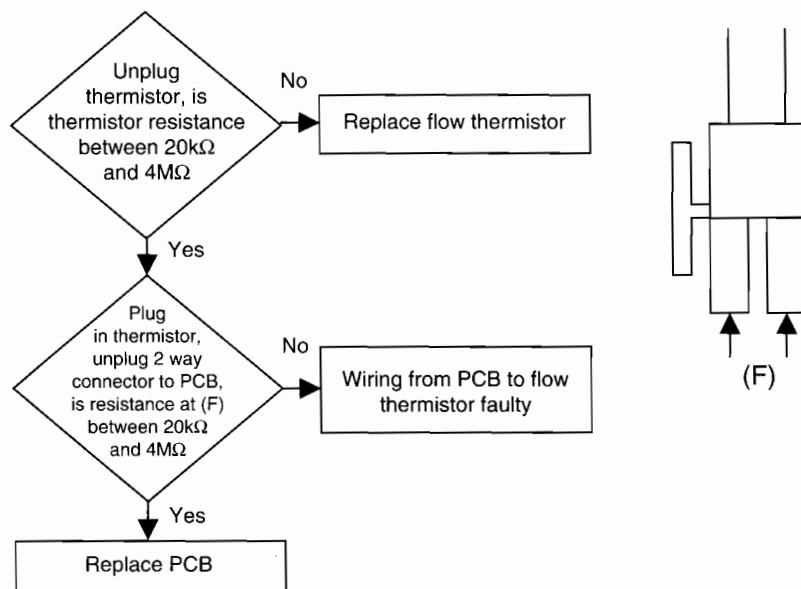 Unplug
thermistor, is
thermistor resistance
between 20kΩ
and 4MΩ
No
Replace flow thermistor
Yes
Plug
in thermistor,
unplug 2 way
connector to PCB,
is resistance at (F)
between 20kΩ
and 4MΩ
No
Wiring from PCB to flow
thermistor faulty
(F)
Yes
Replace PCB